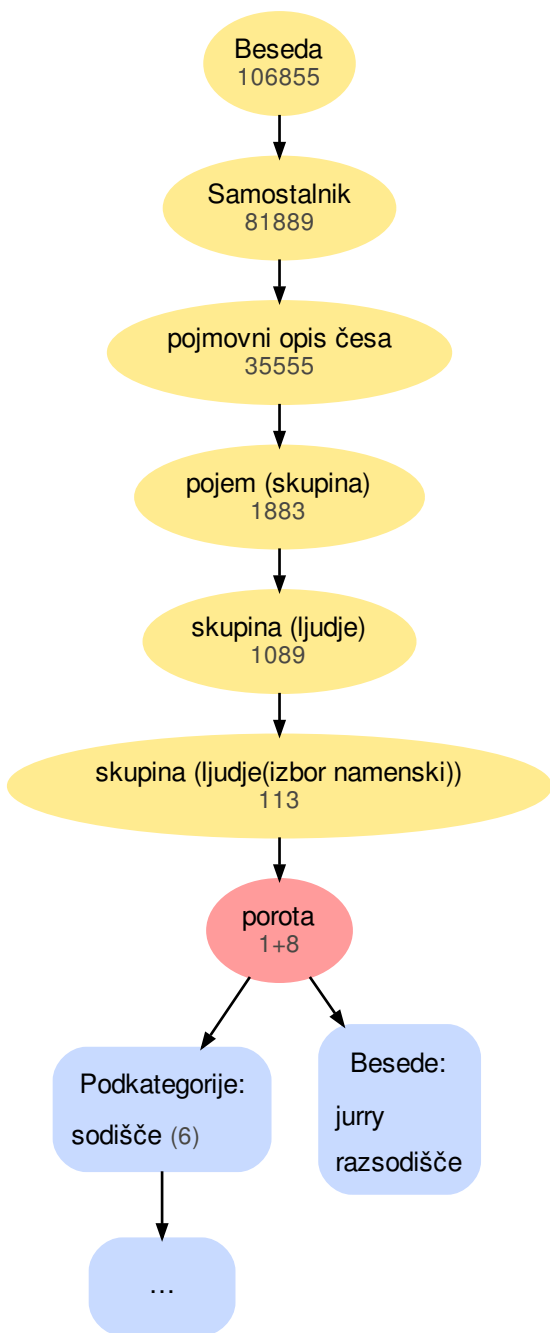 Beseda
106855
Samostalnik
81889
pojmovni opis česa
35555
pojem (skupina)
1883
skupina (ljudje)
1089
skupina (ljudje(izbor namenski))
113
porota
1+8
Podkategorije:
sodišče (6)
Besede:
jurry
razsodišče
...